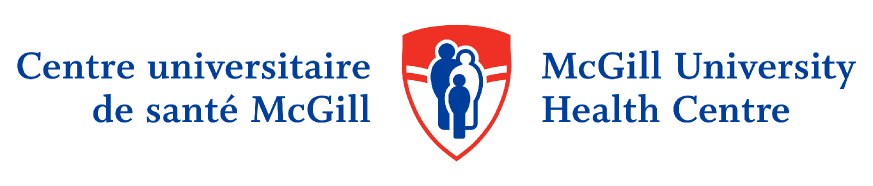 Centre universitaire
de santé McGill
McGill University
Health Centre